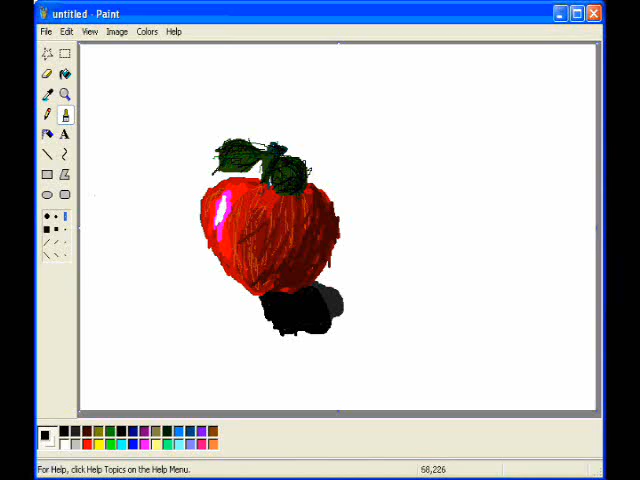 untitled - Paint
File Edit View Image Colors Help
A
For Help, click Help Topics on the Help Menu.
68,226